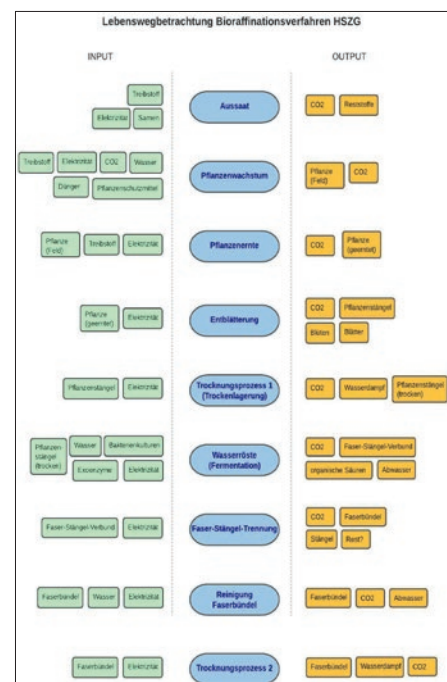 Lebenswegbetrachtung Bioraffinationsverfahren HSZG
INPUT
OUTPUT
Treibstoff
Elektrizität Samen
Aussaat
CO2 Reststoffe
Treibstoff Elektrizität CO2 Wasser
Dünger Pflanzenschutzmittel
Pflanzenwachstum
Pflanze
(Feld)
CO2
Pflanze
(Feld)
Treibstoff Elektrizität
Pflanzenernte
CO2
Pflanze
(geerntet)
Pflanze
(geerntet)
Elektrizität
Entblätterung
CO2 Pflanzenstängel
Blüten Blätter
Pflanzenstängel Elektrizität
Trocknungsprozess 1
(Trockenlagerung)
CO2 Wasserdampf
Pflanzenstängel
(trocken)
Pflanzen-
stängel
(trocken)
Wasser Bakterienkulturen
Exoenzyme Elektrizität
Wasserröste
(Fermentation)
CO2 Faser-Stängel-Verbund
organische Säuren Abwasser
Faser-Stängel-Verbund Elektrizität
Faser-Stängel-Trennung
CO2 Faserbündel
Stängel Rest?
Faserbündel Wasser Elektrizität
Reinigung
Faserbündel
Faserbündel CO2 Abwasser
Faserbündel Elektrizität
Trocknungsprozess 2
Faserbündel Wasserdampf CO2